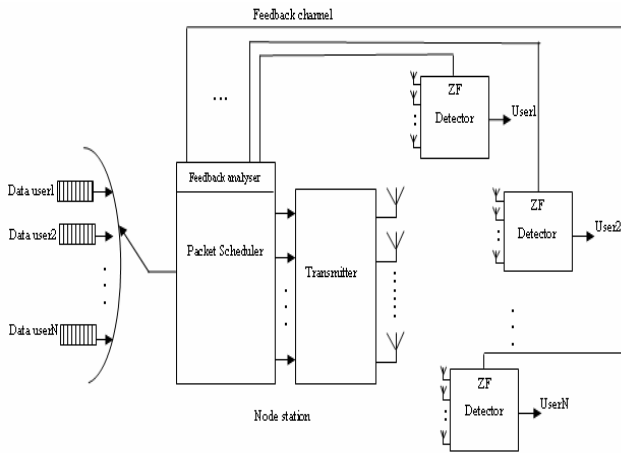 Feedback channel
ZF
Detector
User1
Feedback analyser
Data user1
Data user2
Data userN
Packet Scheduler
Transmitter
ZF
Detector
User2
ZF
Detector
UserN
Node station